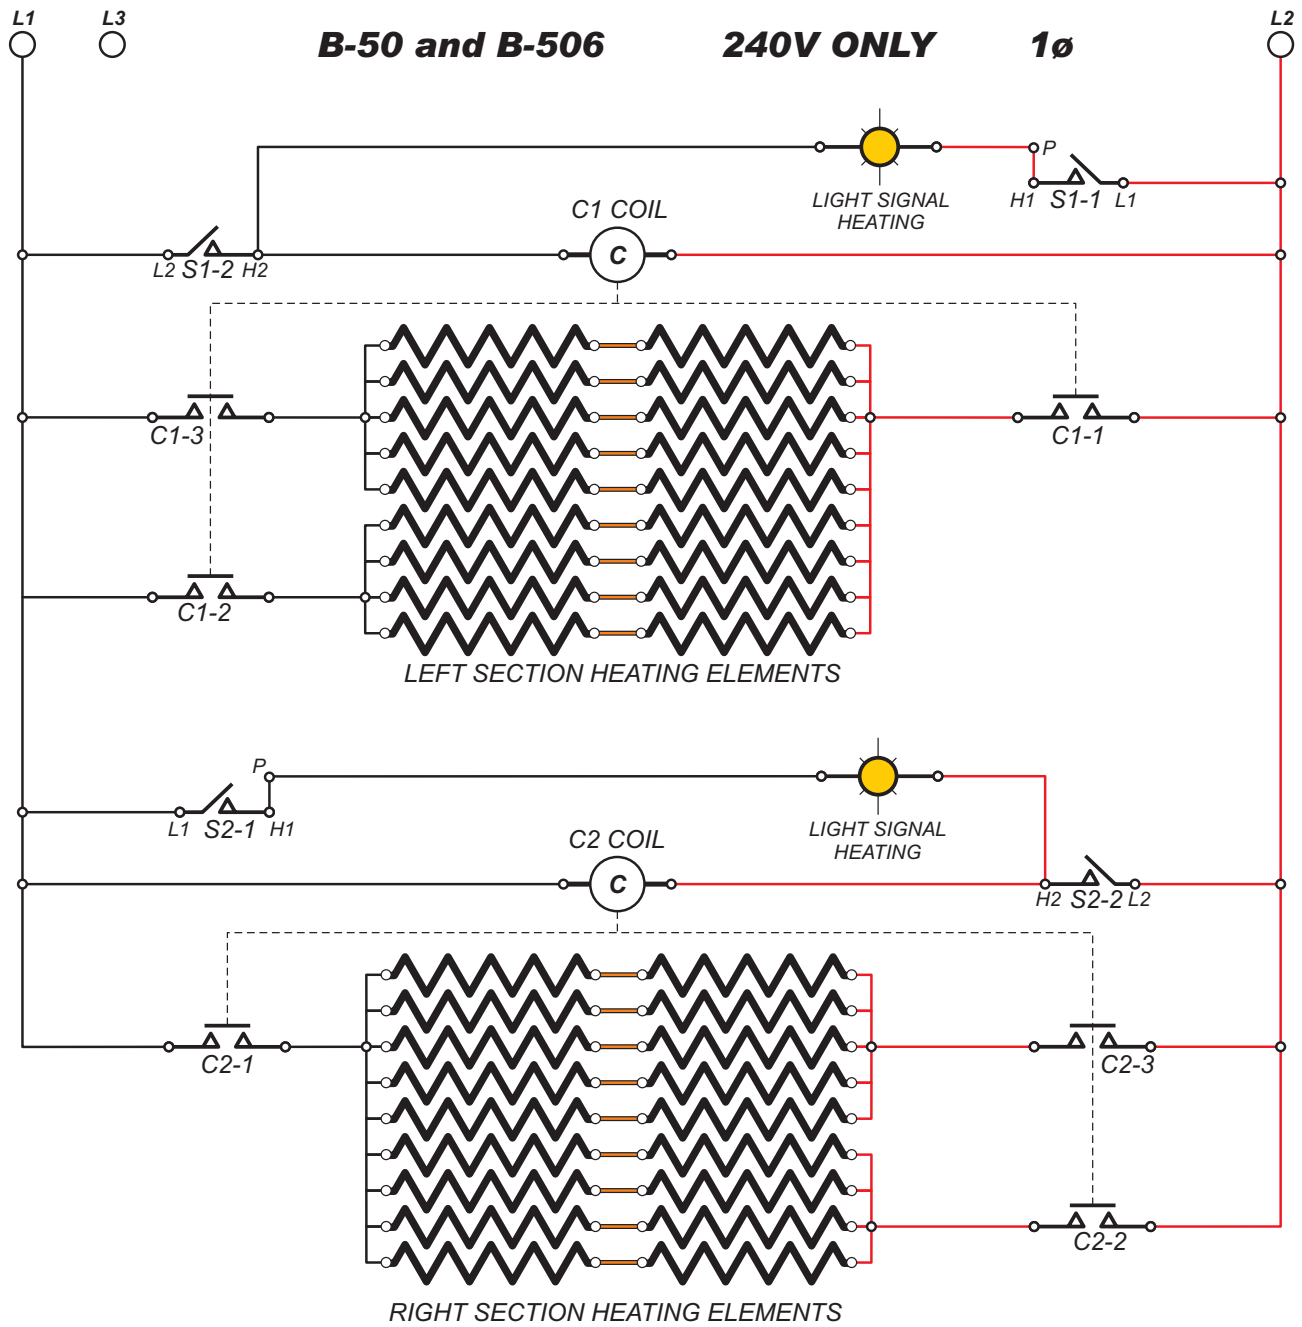 L1
L3
B-50 and B-506 240V ONLY 1ø
L2
P
LIGHT SIGNAL
HEATING
H1 S1-1 L1
C1 COIL
C
L2 S1-2 H2
C1-3
C1-1
C1-2
LEFT SECTION HEATING ELEMENTS
P
L1 S2-1 H1
LIGHT SIGNAL
HEATING
C2 COIL
C
H2 S2-2 L2
C2-1
C2-3
C2-2
RIGHT SECTION HEATING ELEMENTS